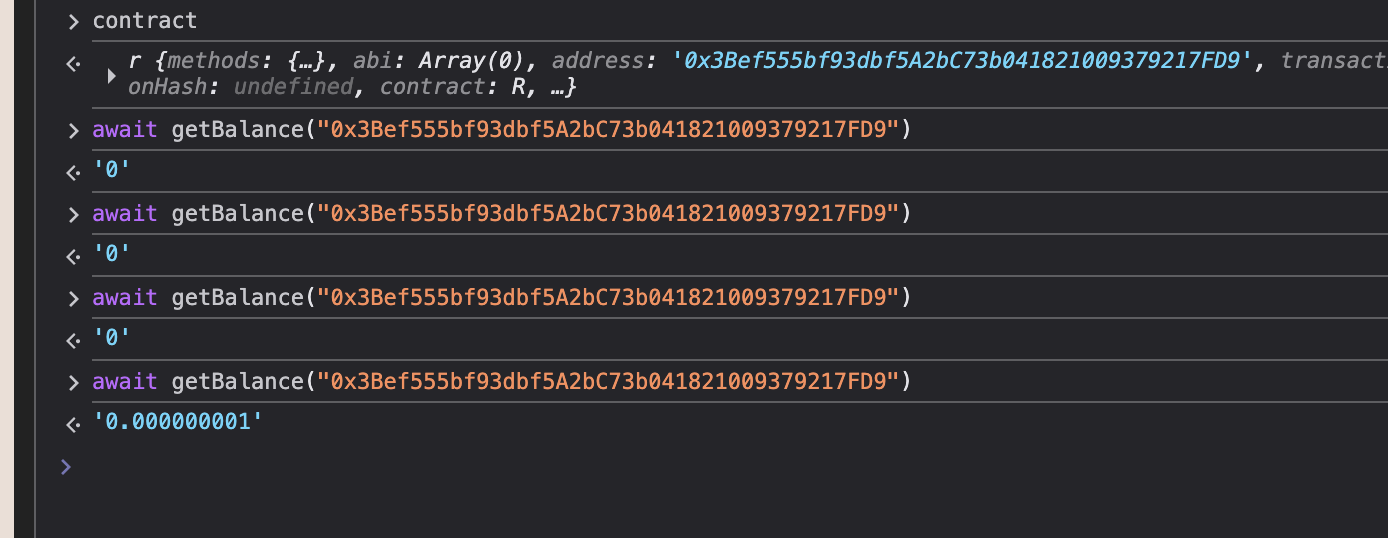 contract
r {methods: {…}, abi: Array(0), address: '0x3Bef555bf93dbf5A2bC73b041821009379217FD9', transacti
onHash: undefined, contract: R, …}
await getBalance("0x3Bef555bf93dbf5A2bC73b041821009379217FD9")
'0'
await getBalance("0x3Bef555bf93dbf5A2bC73b041821009379217FD9")
'0'
await getBalance("0x3Bef555bf93dbf5A2bC73b041821009379217FD9")
'0'
await getBalance("0x3Bef555bf93dbf5A2bC73b041821009379217FD9")
'0.000000001'